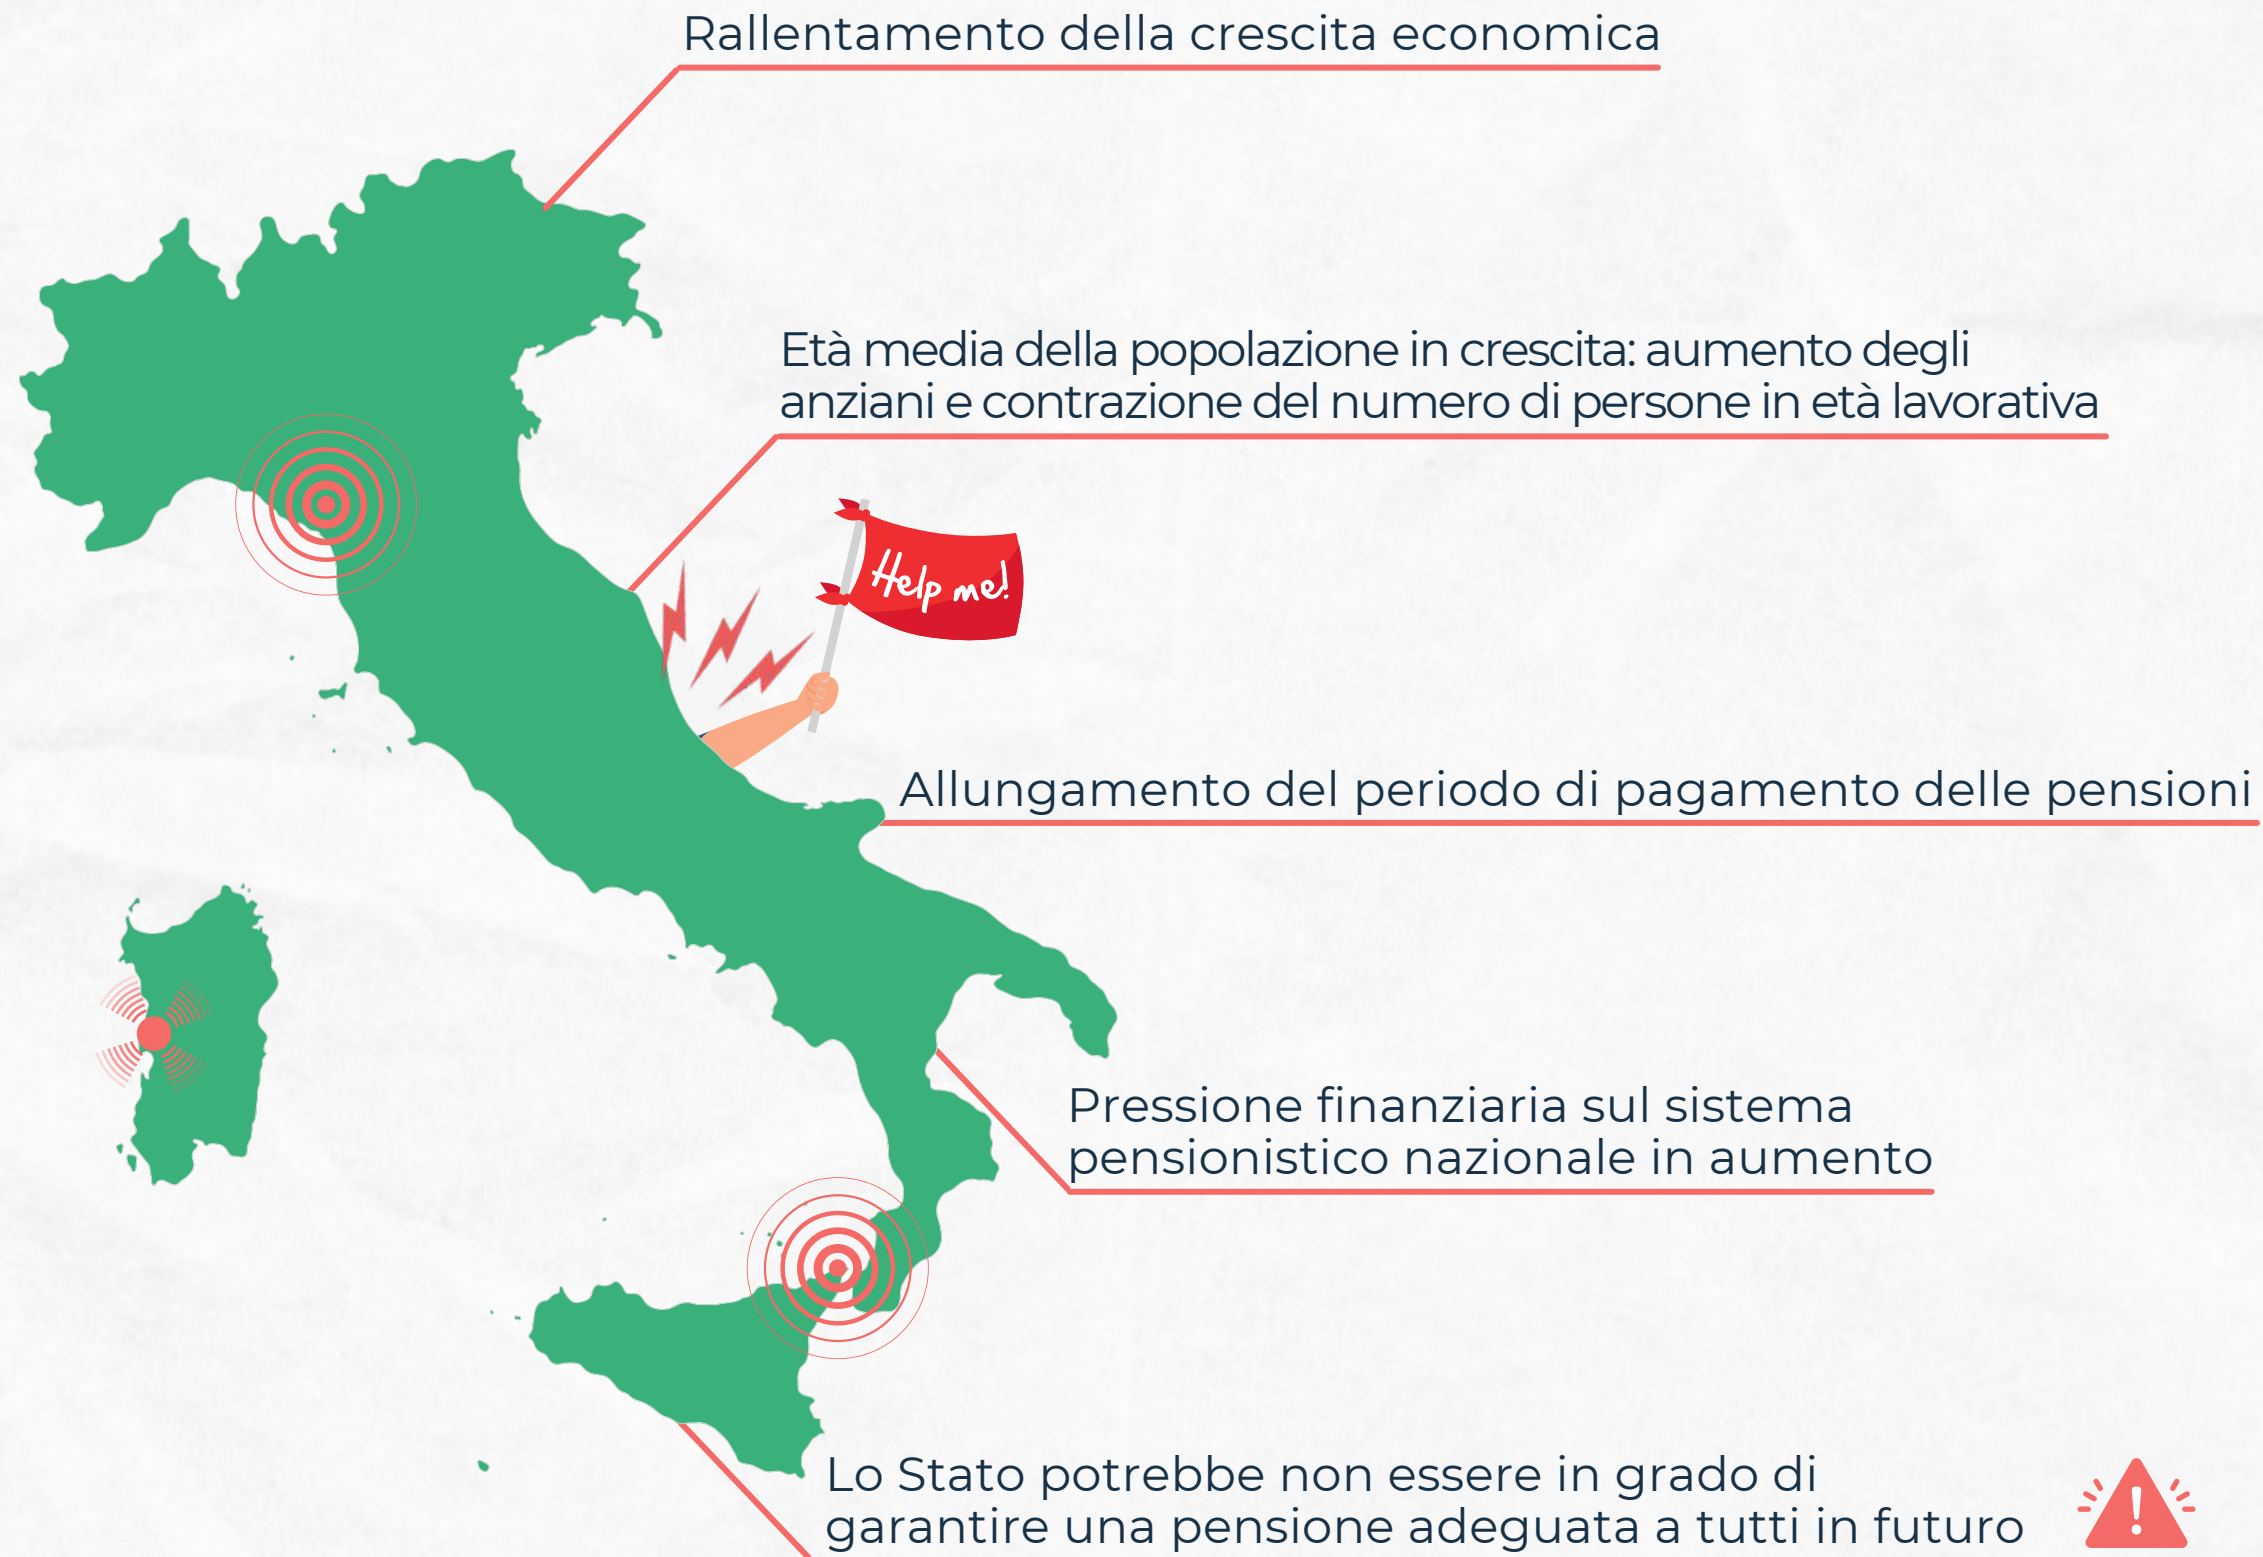 Rallentamento della crescita economica
Età media della popolazione in crescita: aumento degli
anziani e contrazione del numero di persone in età lavorativa
Help me!
Allungamento del periodo di pagamento delle pensioni
Pressione finanziaria sul sistema
pensionistico nazionale in aumento
Lo Stato potrebbe non essere in grado di
garantire una pensione adeguata a tutti in futuro